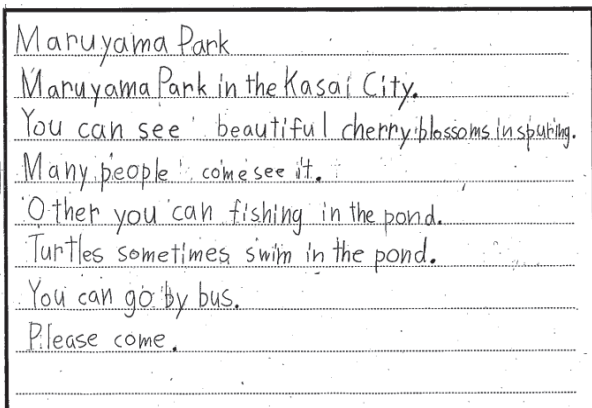 Maruyama Park
Maruyama Park in the Kasai City.
You can see beautiful cherry blossoms in spuring.
Many people come see it.
Other you can fishing in the pond.
Turtles sometimes swim in the pond.
You can go by bus.
Please come.